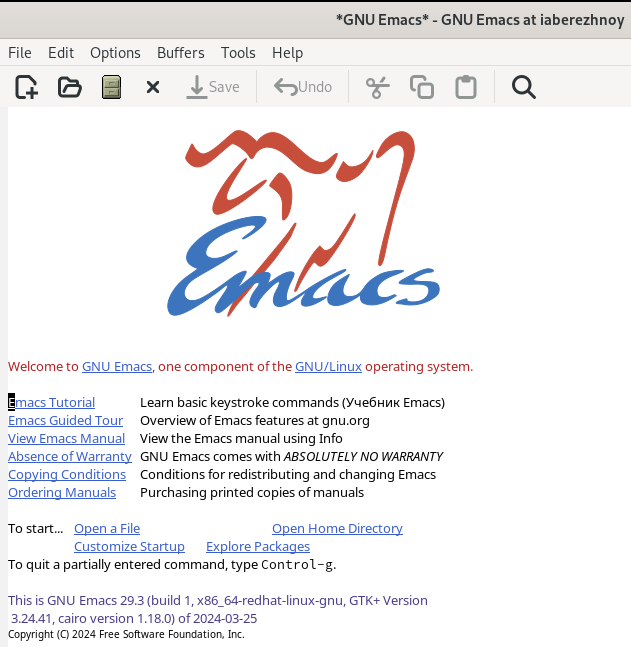 *GNU Emacs* - GNU Emacs at iaberezhnoy
File Edit Options Buffers Tools Help
Save Undo
Emacs
Welcome to GNU Emacs, one component of the GNU/Linux operating system.
Emacs Tutorial Learn basic keystroke commands (Учебник Emacs)
Emacs Guided Tour Overview of Emacs features at gnu.org
View Emacs Manual View the Emacs manual using Info
Absence of Warranty GNU Emacs comes with ABSOLUTELY NO WARRANTY
Copying Conditions Conditions for redistributing and changing Emacs
Ordering Manuals Purchasing printed copies of manuals
To start... Open a File Open Home Directory
Customize Startup Explore Packages
To quit a partially entered command, type Control-g.
This is GNU Emacs 29.3 (build 1, x86_64-redhat-linux-gnu, GTK+ Version
3.24.41, cairo version 1.18.0) of 2024-03-25
Copyright (C) 2024 Free Software Foundation, Inc.